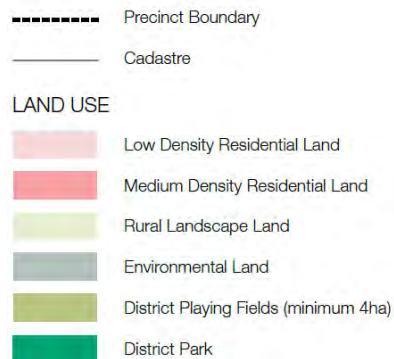 Precinct Boundary
Cadastre
LAND USE
Low Density Residential Land
Medium Density Residential Land
Rural Landscape Land
Environmental Land
District Playing Fields (minimum 4ha)
District Park